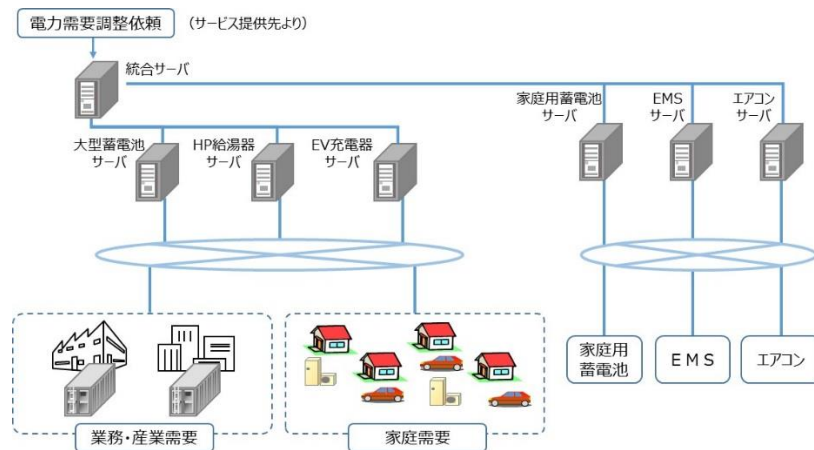 電力需要調整依頼
(サービス提供先より)
統合サーバ
大型蓄電池
サーバ
HP給湯器
サーバ
EV充電器
サーバ
家庭用蓄電池
サーバ
EMS
サーバ
エアコン
サーバ
業務・産業需要
家庭需要
家庭用
蓄電池
EMS
エアコン